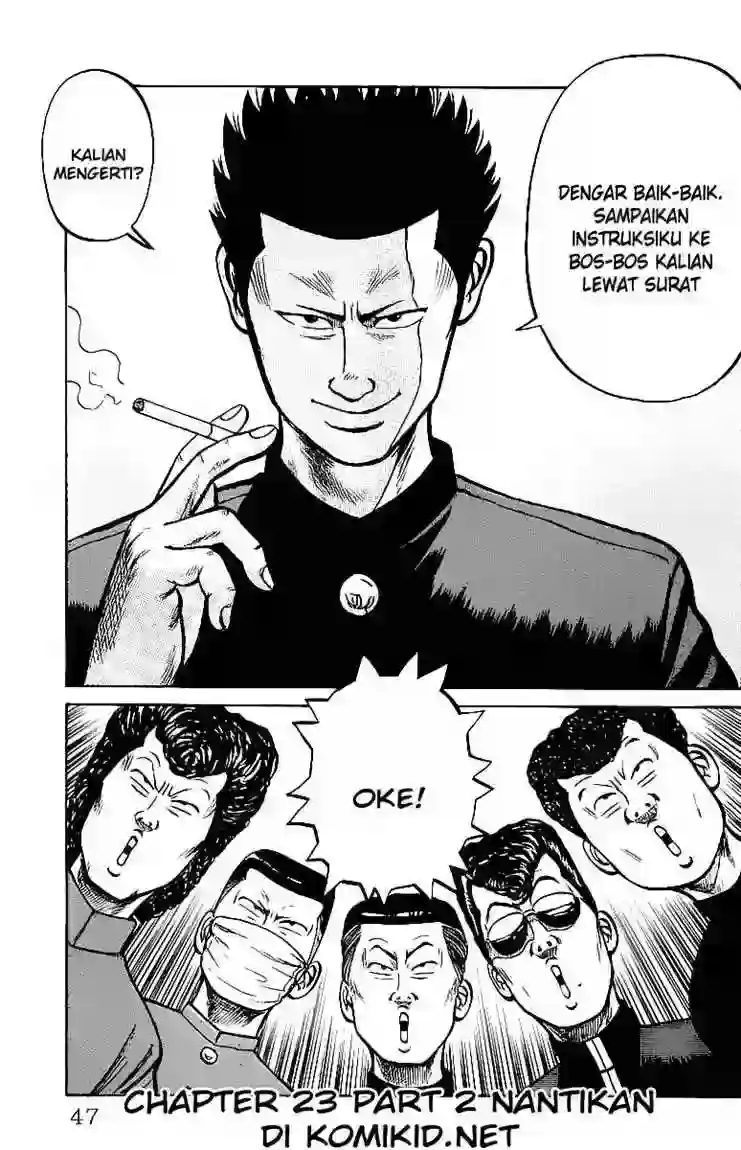 DENGAR BAIK-BAIK.
SAMPAIKAN
INSTRUKSIKU KE
BOS-BOS KALIAN
LEWAT SURAT
KALIAN
MENGERTI?
OKE!
47
CHAPTER 23 PART 2 NANTIKAN
DI KOMIKID.NET